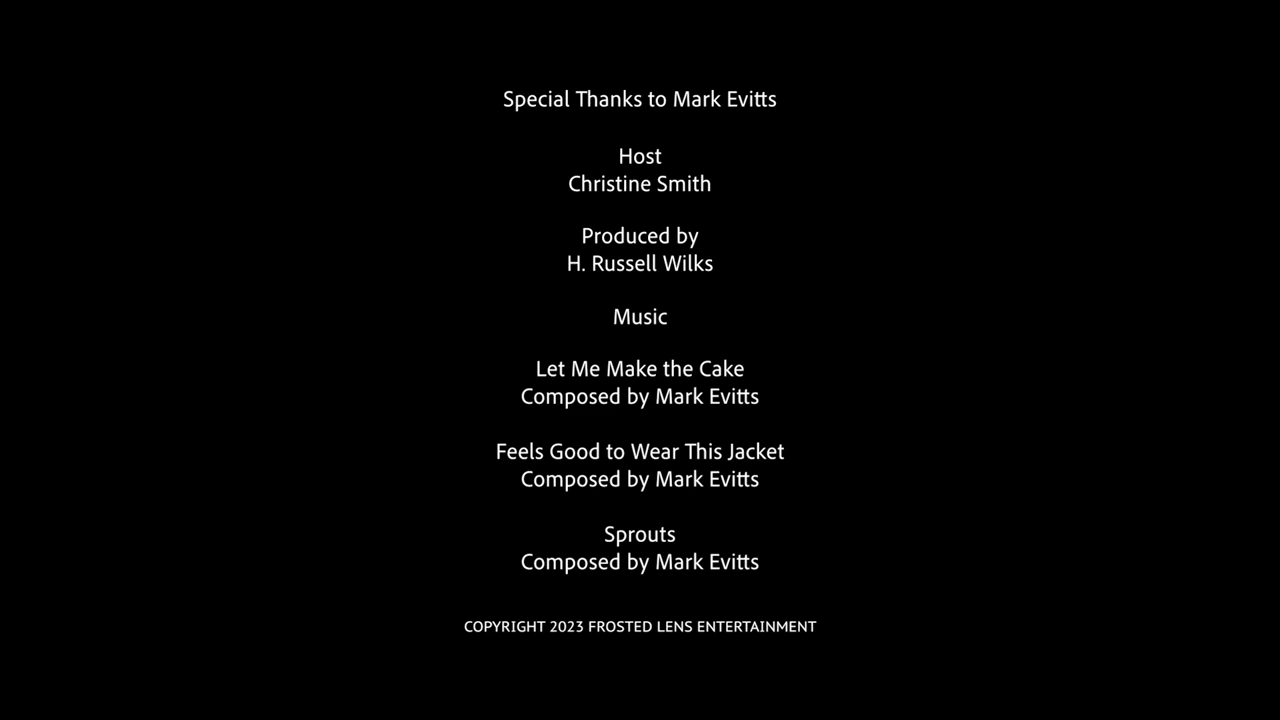 Special Thanks to Mark Evitts
Host
Christine Smith
Produced by
H. Russell Wilks
Music
Let Me Make the Cake
Composed by Mark Evitts
Feels Good to Wear This Jacket
Composed by Mark Evitts
Sprouts
Composed by Mark Evitts
COPYRIGHT 2023 FROSTED LENS ENTERTAINMENT